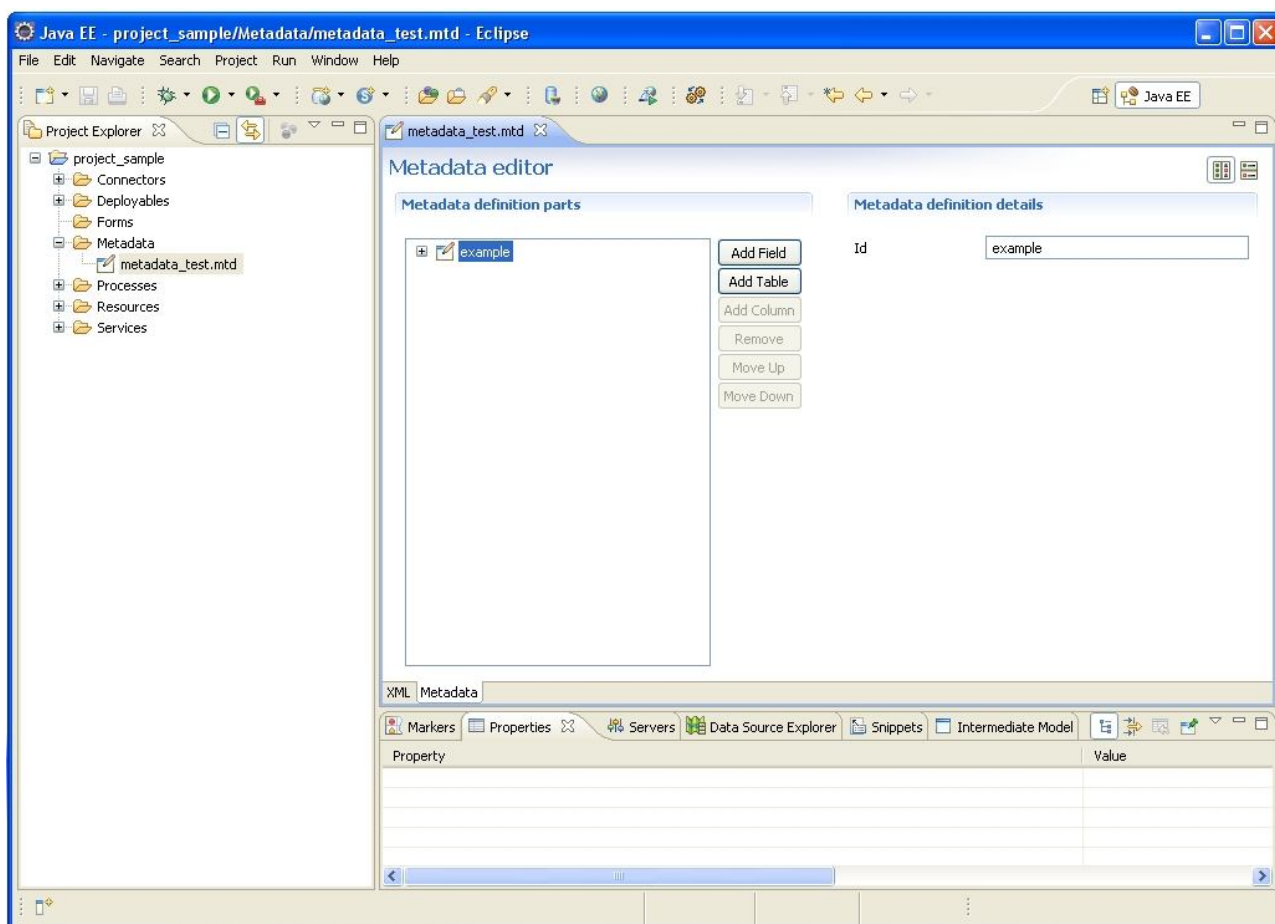 Java EE - project_sample/Metadata/metadata_test.mtd - Eclipse
File Edit Navigate Search Project Run Window Help
Java EE
Project Explorer
metadata_test.mtd
project_sample
Connectors
Deployables
Forms
Metadata
metadata_test.mtd
Processes
Resources
Services
Metadata editor
Metadata definition parts
Metadata definition details
example
Add Field
Add Table
Add Column
Remove
Move Up
Move Down
Id example
XML Metadata
Markers Properties Servers Data Source Explorer Snippets Intermediate Model
Property Value